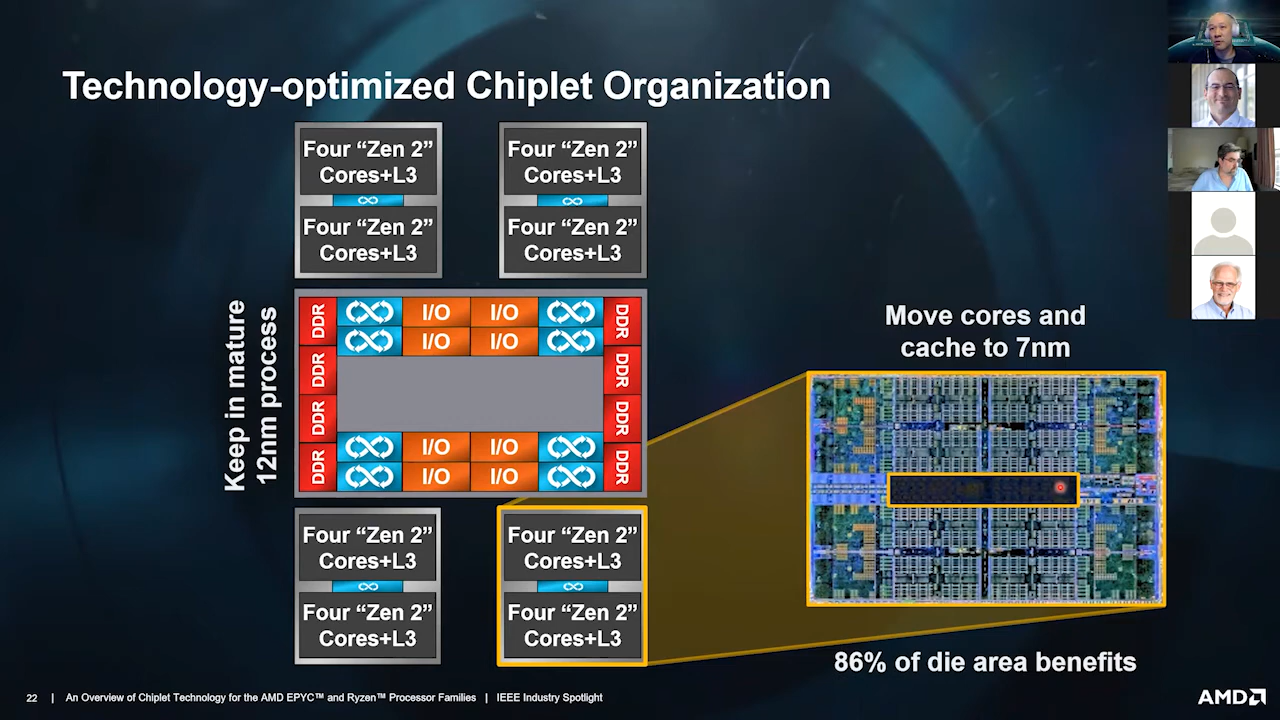 Technology-optimized Chiplet Organization
Four “Zen 2”
Cores+L3
Four “Zen 2”
Cores+L3
Four “Zen 2”
Cores+L3
Four “Zen 2”
Cores+L3
Keep in mature
12nm process
DDR
I/O
I/O
DDR
I/O
I/O
DDR
DDR
DDR
DDR
I/O
I/O
DDR
I/O
I/O
DDR
Move cores and
cache to 7nm
Four “Zen 2”
Cores+L3
Four “Zen 2”
Cores+L3
Four “Zen 2”
Cores+L3
Four “Zen 2”
Cores+L3
86% of die area benefits
22 | An Overview of Chiplet Technology for the AMD EPYC™ and Ryzen™ Processor Families | IEEE Industry Spotlight
AMD